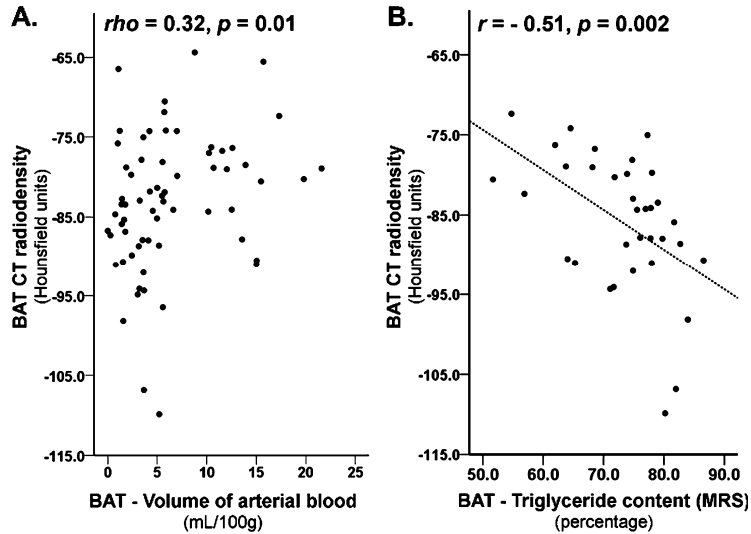 A.
rho = 0.32, p = 0.01
-65.0
-75.0
-85.0
-95.0
-105.0
-115.0
BAT CT radiodensity
(Hounsfield units)
0 5 10 15 20 25
BAT - Volume of arterial blood
(mL/100g)
B.
r = - 0.51, p = 0.002
-65.0
-75.0
-85.0
-95.0
-105.0
-115.0
BAT CT radiodensity
(Hounsfield units)
50.0 60.0 70.0 80.0 90.0
BAT - Triglyceride content (MRS)
(percentage)